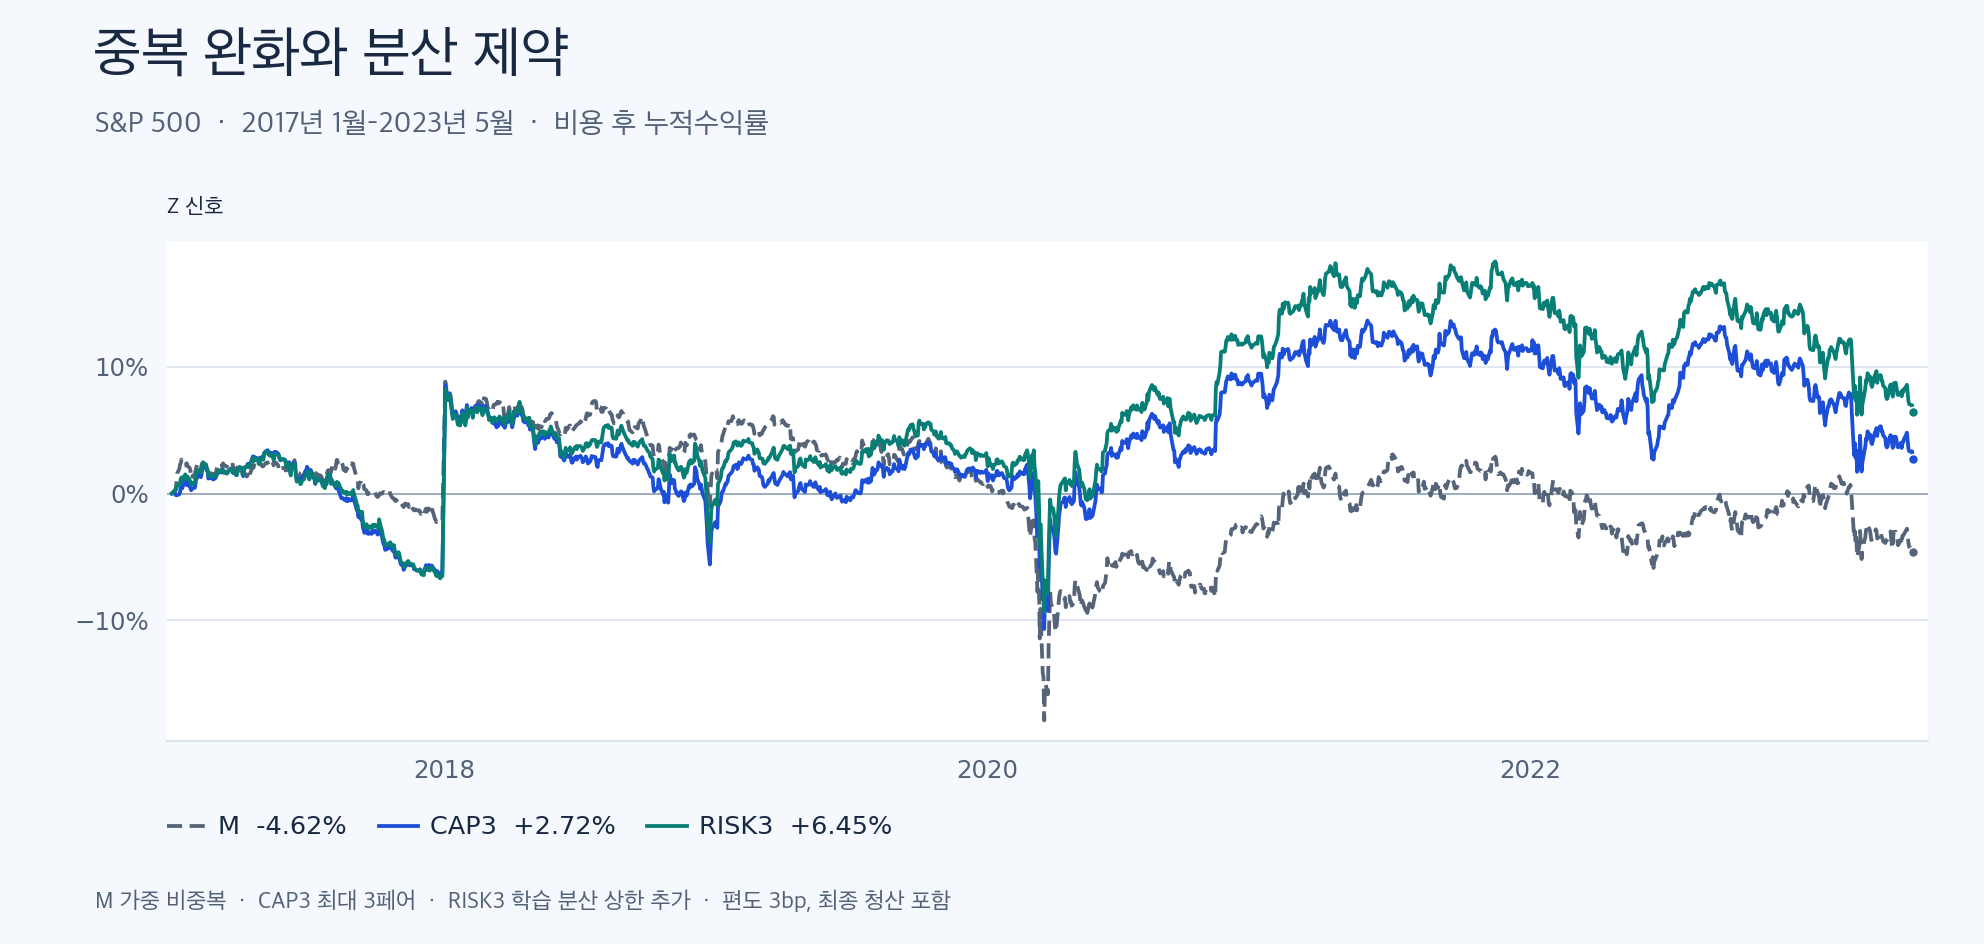 중복 완화와 분산 제약
S&P 500 · 2017년 1월-2023년 5월 · 비용 후 누적수익률
Z 신호
10%
0%
−10%
2018 2020 2022
M -4.62% CAP3 +2.72% RISK3 +6.45%
M 가중 비중복 · CAP3 최대 3페어 · RISK3 학습 분산 상한 추가 · 편도 3bp, 최종 청산 포함